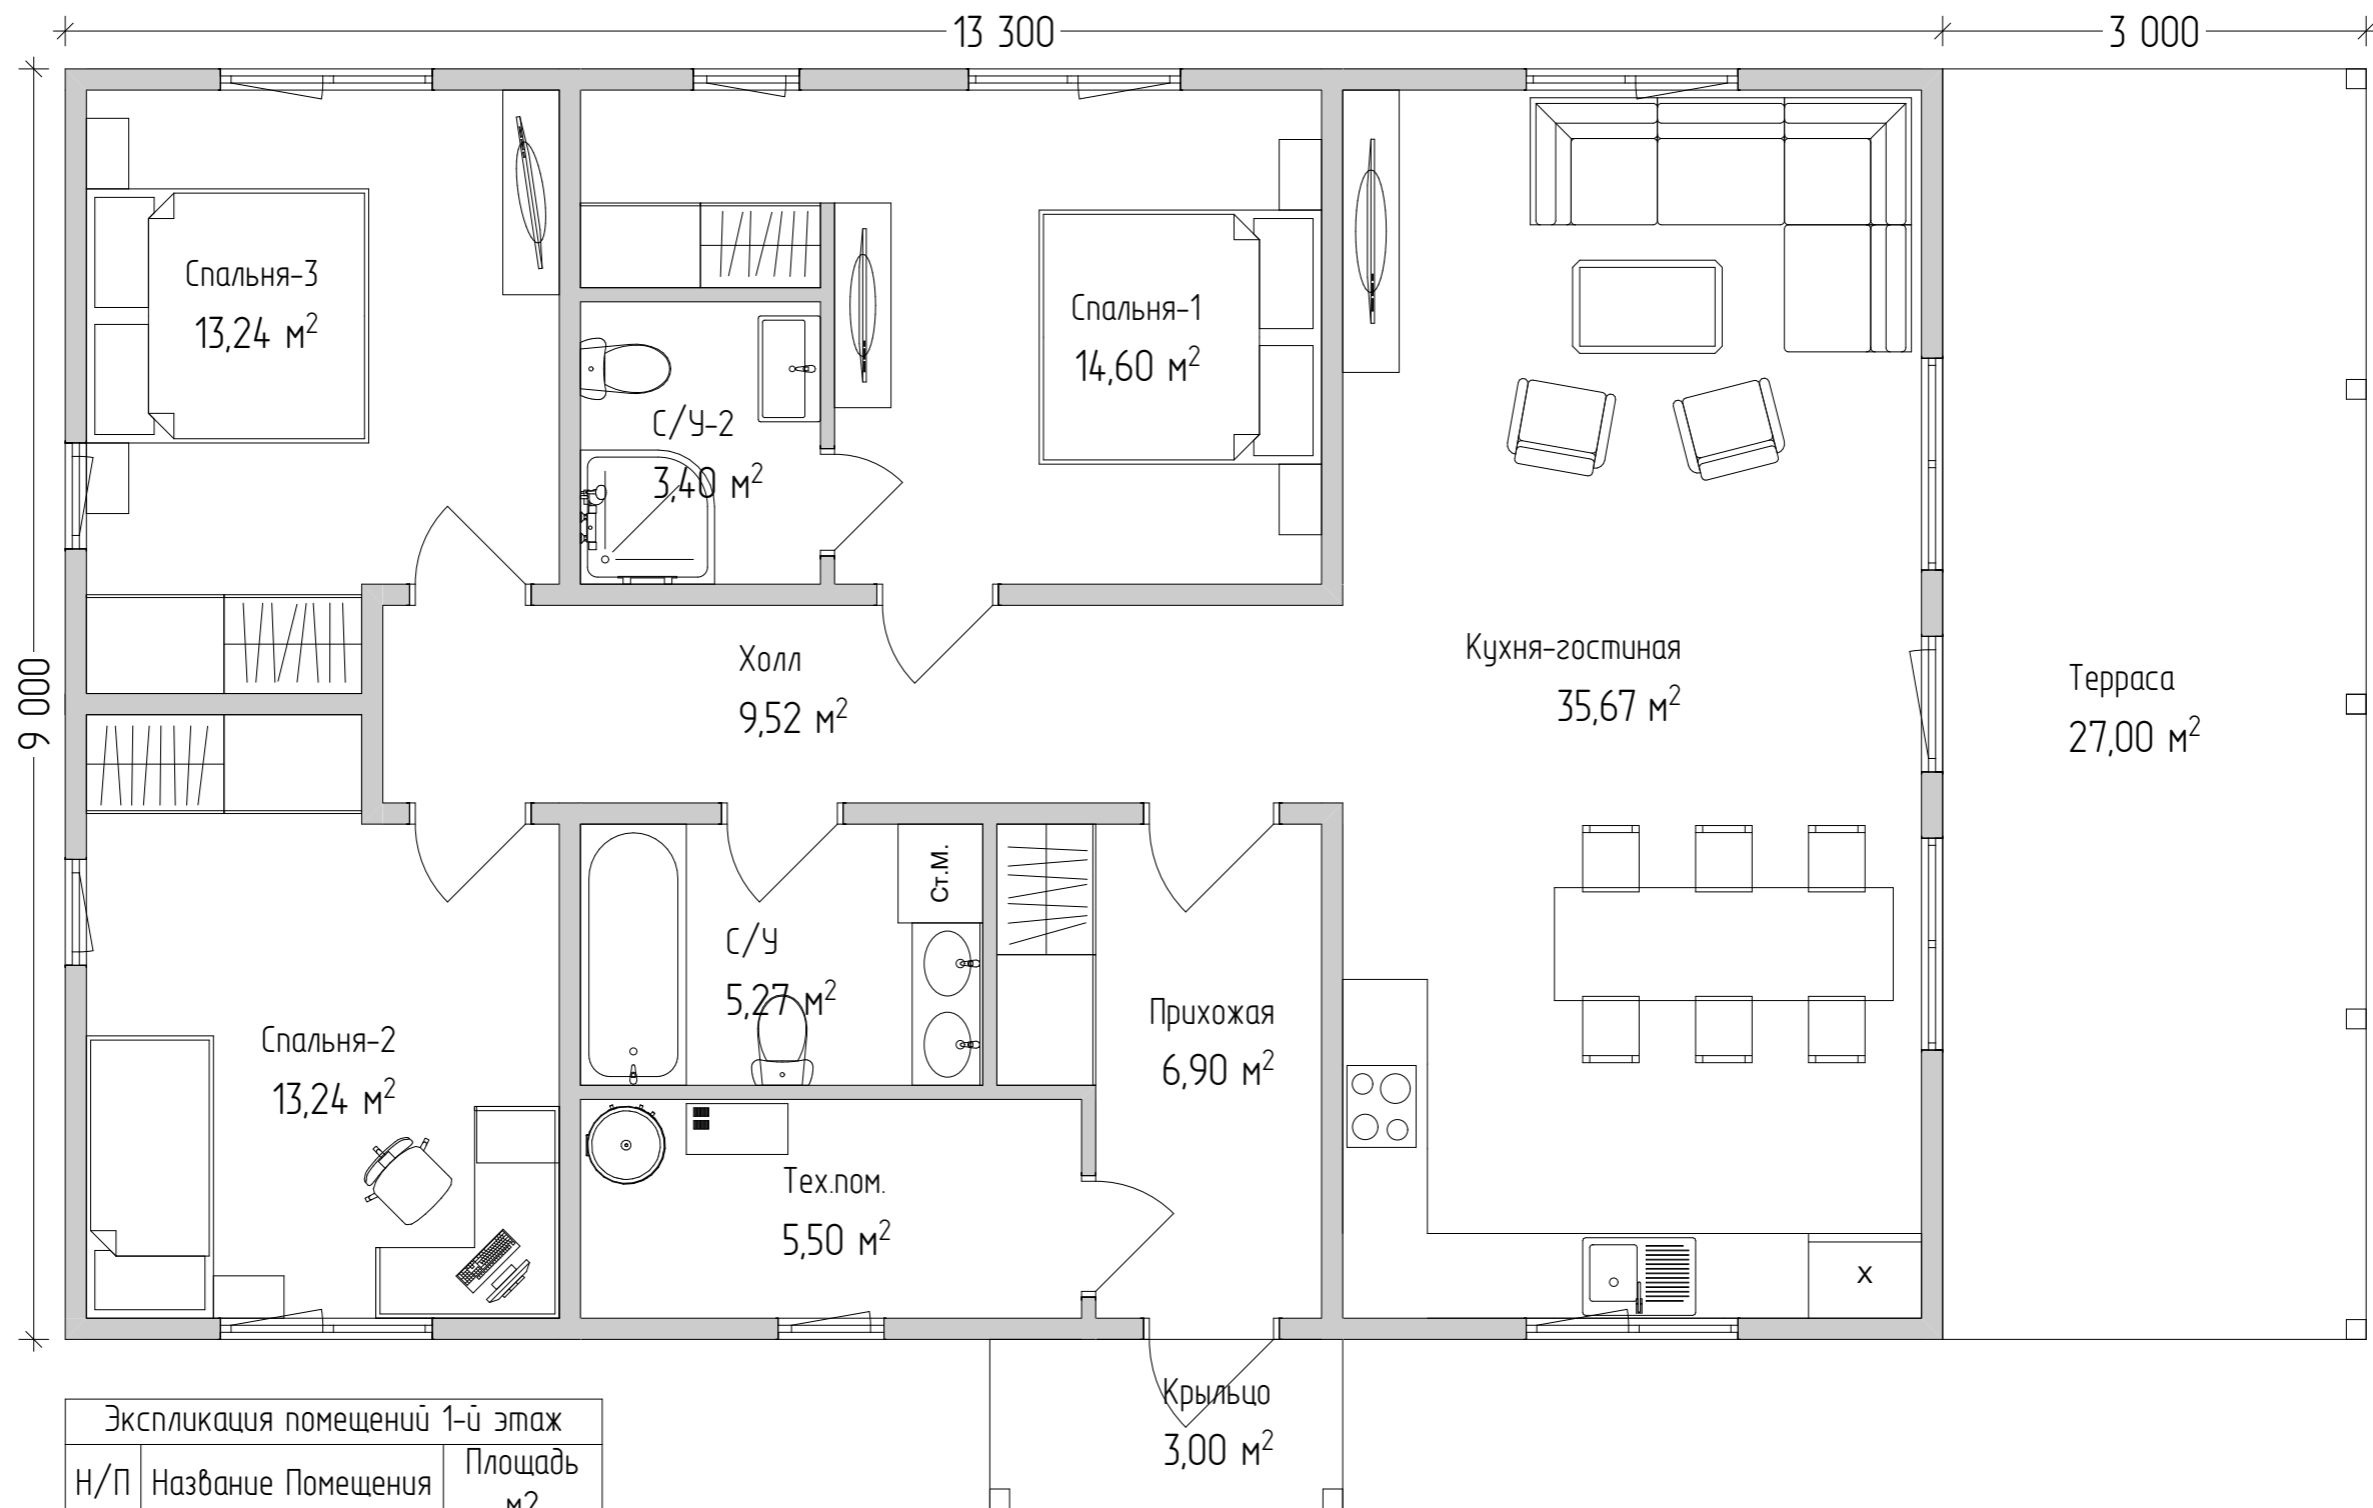 13 300
3 000
9 000
Спальня-3
13,24 м²
Спальня-1
14,60 м²
С/У-2
3,40 м²
Холл
9,52 м²
Кухня-гостиная
35,67 м²
Терраса
27,00 м²
Ст.М.
С/У
5,27 м²
Прихожая
6,90 м²
Спальня-2
13,24 м²
Тех.пом.
5,50 м²
х
Крыльцо
3,00 м²
Экспликация помещений 1-й этаж
Н/П
Название Помещения
Площадь
м2